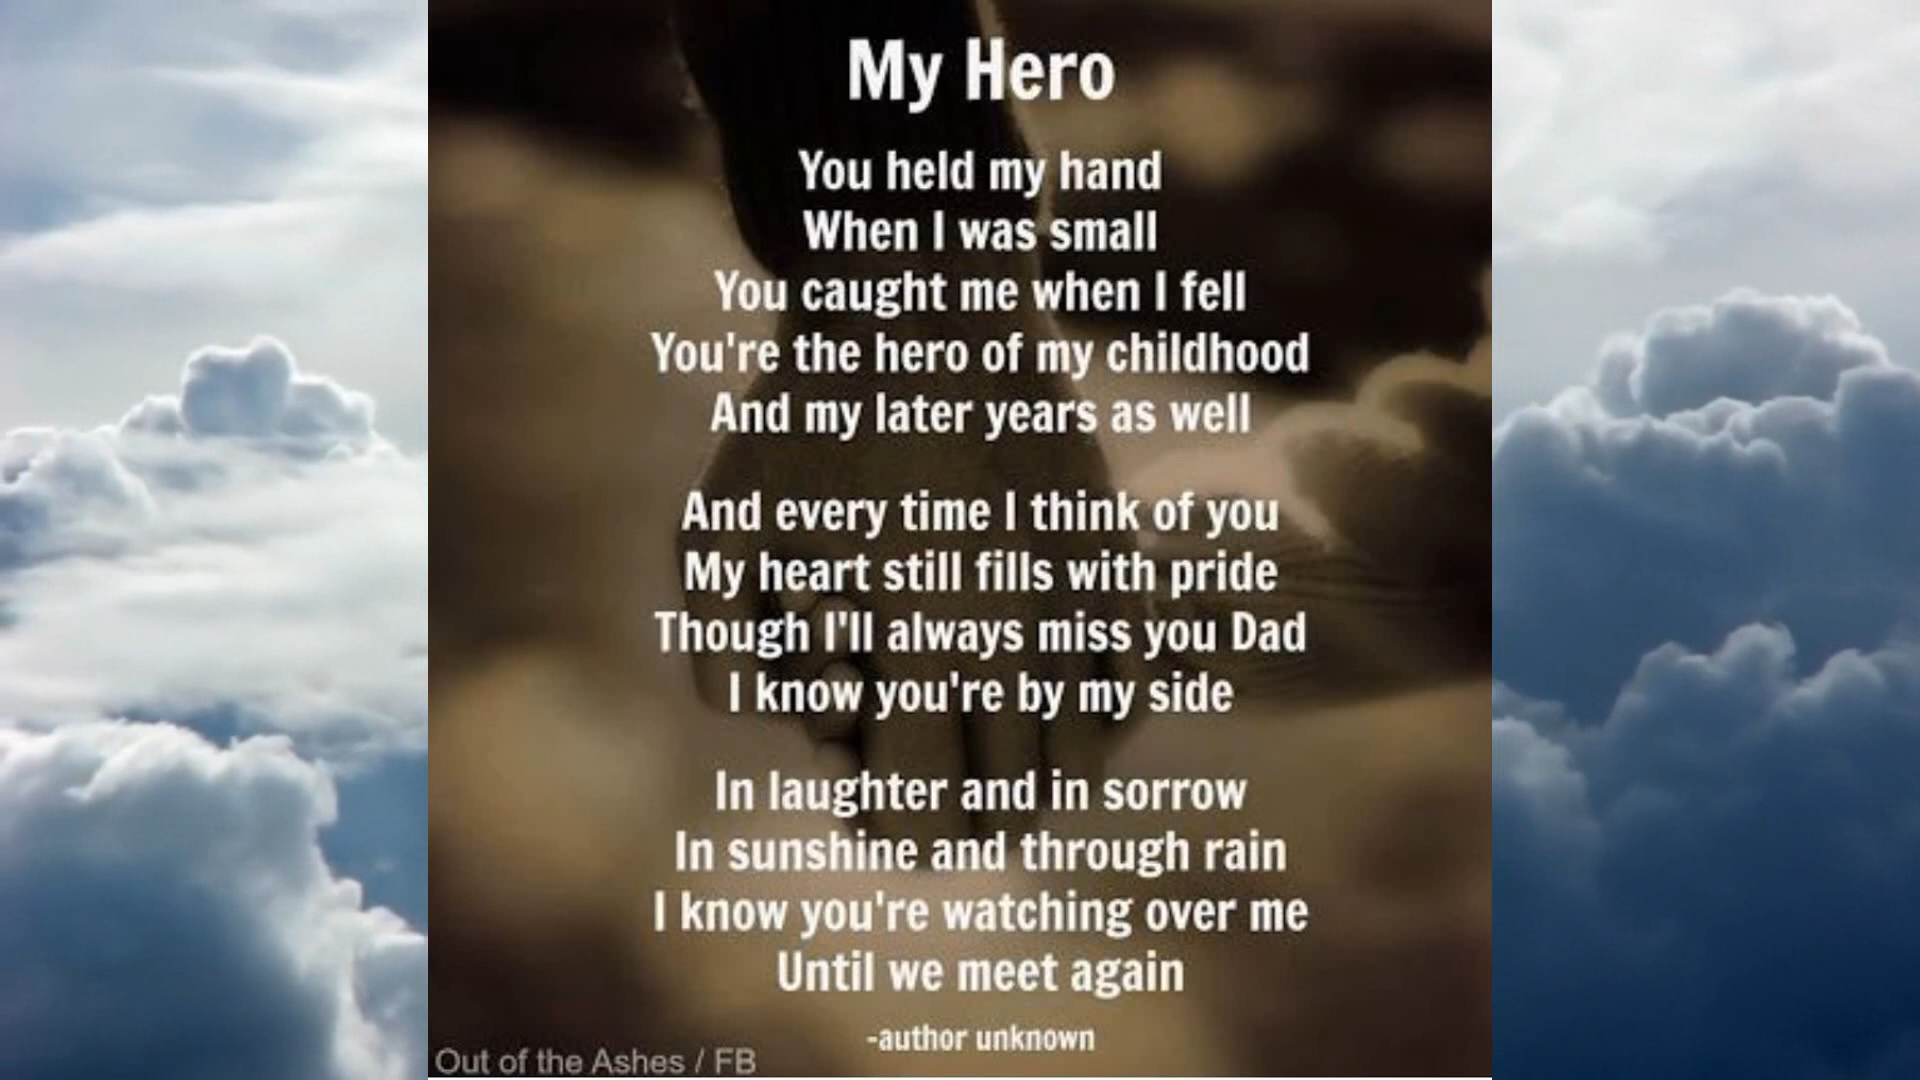 My Hero
You held my hand
When I was small
You caught me when I fell
You're the hero of my childhood
And my later years as well
And every time I think of you
My heart still fills with pride
Though I'll always miss you Dad
I know you're by my side
In laughter and in sorrow
In sunshine and through rain
I know you're watching over me
Until we meet again
-author unknown
Out of the Ashes / FB